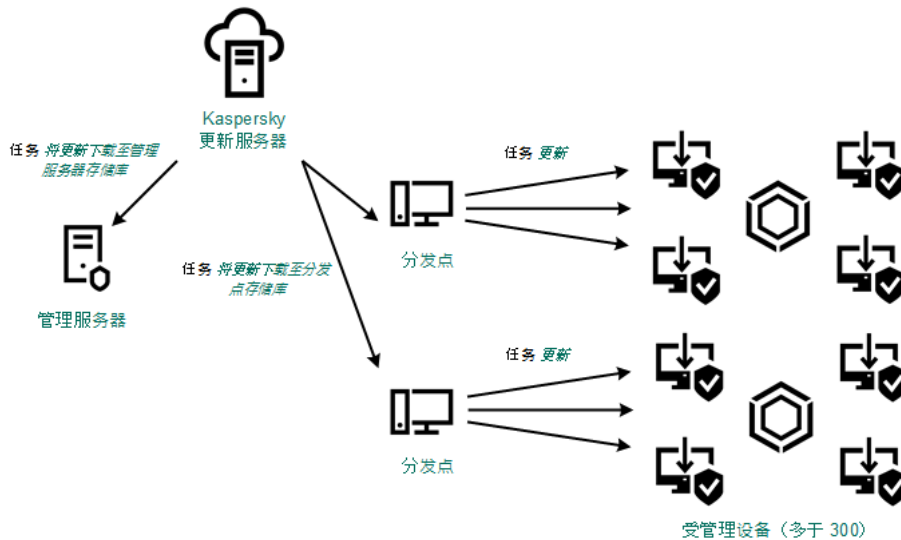 Kaspersky
更新服务器
任务 将更新下载至管理
服务器存储库
任务 更新
分发点
任务 将更新下载至分发
点存储库
管理服务器
任务 更新
分发点
受管理设备（多于 300）